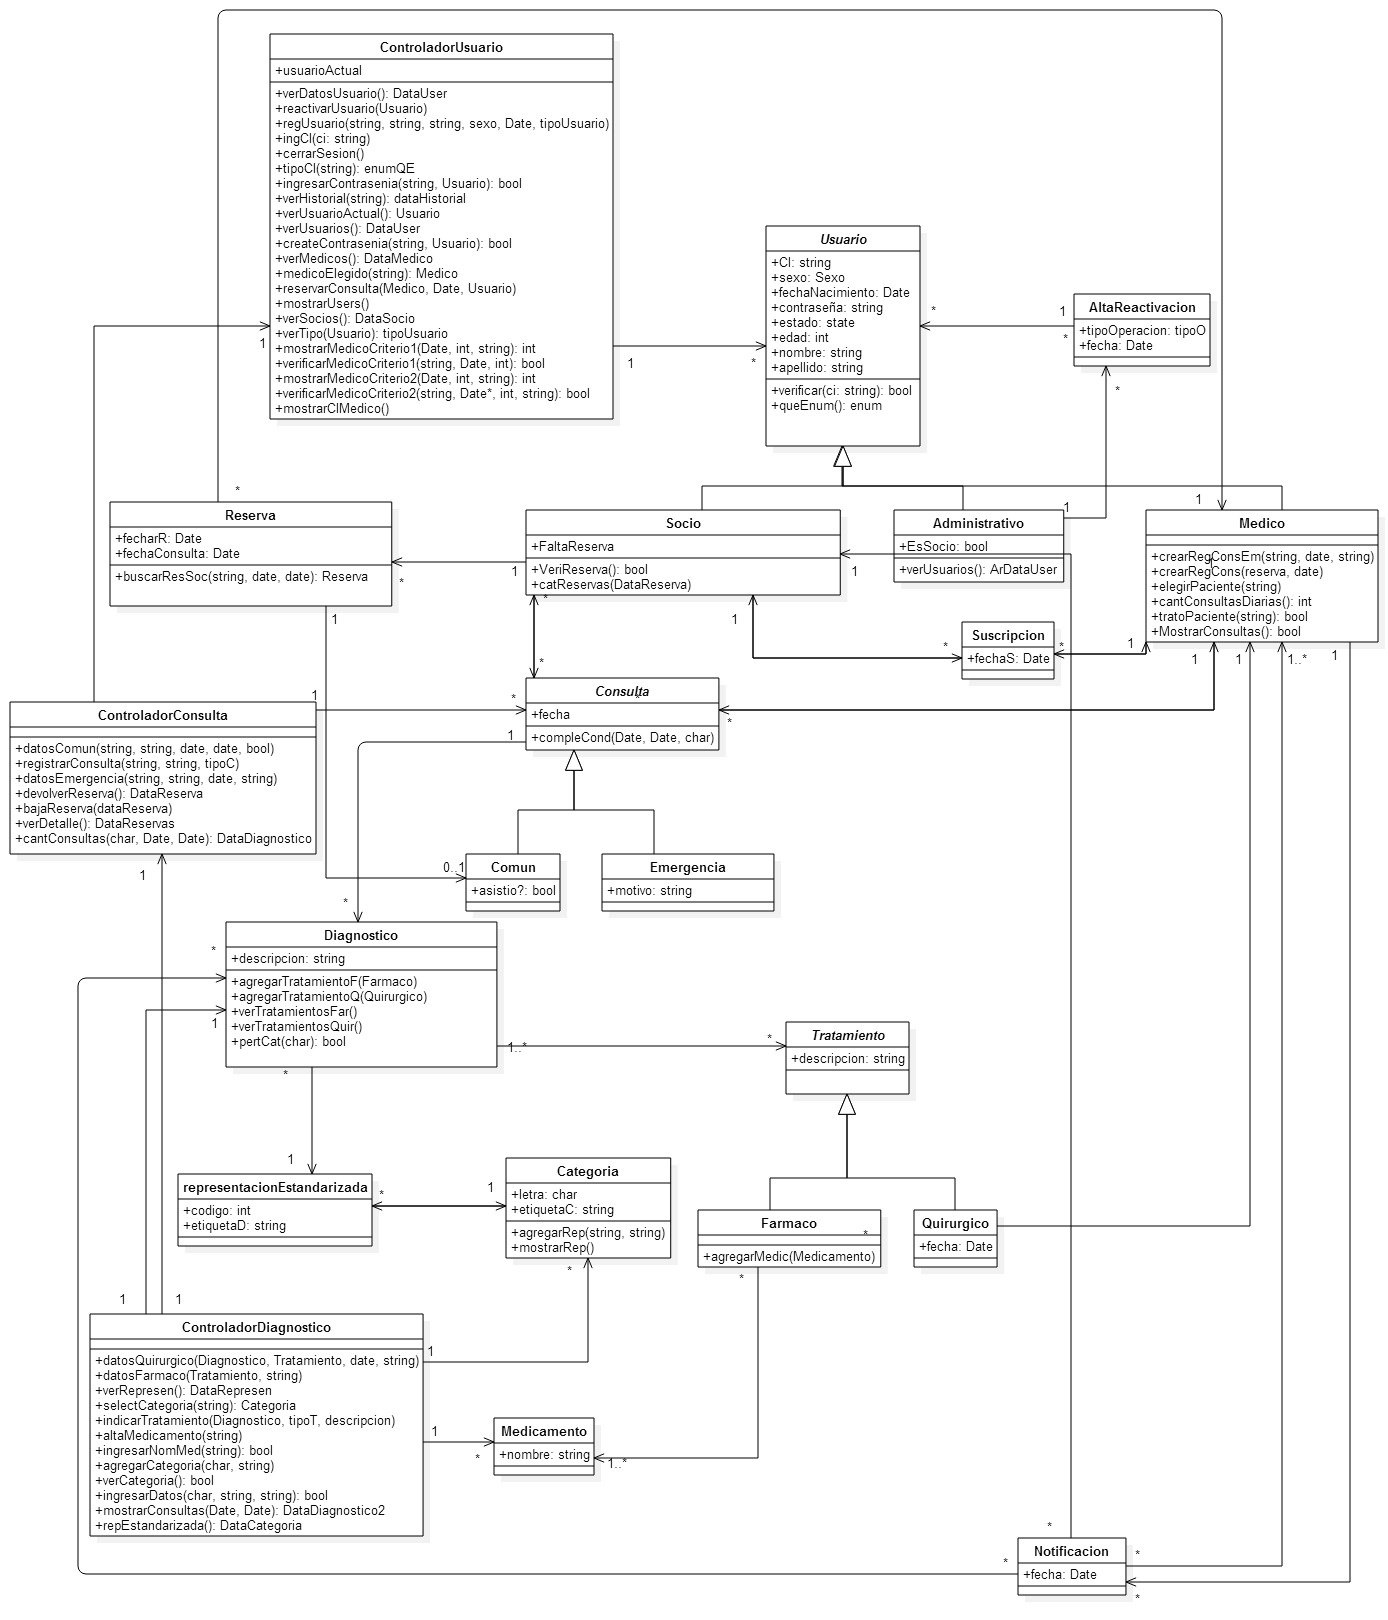 ControladorUsuario
+usuarioActual
+verDatosUsuario(): DataUser
+reactivarUsuario(Usuario)
+regUsuario(string, string, string, sexo, Date, tipoUsuario)
+ingCI(ci: string)
+cerrarSesion()
+tipoCI(string): enumQE
+ingresarContrasenia(string, Usuario): bool
+verHistorial(string): dataHistorial
+verUsuarioActual(): Usuario
+verUsuarios(): DataUser
+createContrasenia(string, Usuario): bool
+verMedicos(): DataMedico
+medicoElegido(string): Medico
+reservarConsulta(Medico, Date, Usuario)
+mostrarUsers()
+verSocios(): DataSocio
+verTipo(Usuario): tipoUsuario
+mostrarMedicoCriterio1(Date, int, string): int
+verificarMedicoCriterio1(string, Date, int): bool
+mostrarMedicoCriterio2(Date, int, string): int
+verificarMedicoCriterio2(string, Date*, int, string): bool
+mostrarCIMedico()
1
1
*
Usuario
+CI: string
+sexo: Sexo
+fechaNacimiento: Date
+contraseña: string
+estado: state
+edad: int
+nombre: string
+apellido: string
+verificar(ci: string): bool
+queEnum(): enum
*
1
*
AltaReactivacion
+tipoOperacion: tipoO
+fecha: Date
*
*
Reserva
+fecharR: Date
+fechaConsulta: Date
+buscarResSoc(string, date, date): Reserva
*
1
1
Socio
+FaltaReserva
+VeriReserva(): bool
+catReservas(DataReserva)
*
1
1
Administrativo
+EsSocio: bool
+verUsuarios(): ArDataUser
1
1
Medico
+crearRegConsEm(string, date, string)
+crearRegCons(reserva, date)
+elegirPaciente(string)
+cantConsultasDiarias(): int
+tratoPaciente(string): bool
+MostrarConsultas(): bool
1
*
Suscripcion
+fechaS: Date
*
1
1
1
1
1..*
1
*
Consulta
+fecha
+compleCond(Date, Date, char)
*
*
*
1
1
ControladorConsulta
+datosComun(string, string, date, date, bool)
+registrarConsulta(string, string, tipoC)
+datosEmergencia(string, string, date, string)
+devolverReserva(): DataReserva
+bajaReserva(dataReserva)
+verDetalle(): DataReservas
+cantConsultas(char, Date, Date): DataDiagnostico
1
0..1
Comun
+asistio?: bool
Emergencia
+motivo: string
*
*
Diagnostico
+descripcion: string
+agregarTratamientoF(Farmaco)
+agregarTratamientoQ(Quirurgico)
+verTratamientosFar()
+verTratamientosQuir()
+pertCat(char): bool
1
1..*
*
*
Tratamiento
+descripcion: string
1
representacionEstandarizada
+codigo: int
+etiquetaD: string
*
1
Categoria
+letra: char
+etiquetaC: string
+agregarRep(string, string)
+mostrarRep()
*
Farmaco
*
+agregarMedic(Medicamento)
*
Quirurgico
+fecha: Date
1
1
ControladorDiagnostico
+datosQuirurgico(Diagnostico, Tratamiento, date, string)
+datosFarmaco(Tratamiento, string)
+verRepresen(): DataRepresen
+selectCategoria(string): Categoria
+indicarTratamiento(Diagnostico, tipoT, descripcion)
+altaMedicamento(string)
+ingresarNomMed(string): bool
+agregarCategoria(char, string)
+verCategoria(): bool
+ingresarDatos(char, string, string): bool
+mostrarConsultas(Date, Date): DataDiagnostico2
+repEstandarizada(): DataCategoria
1
1
*
Medicamento
+nombre: string
1..*
*
*
Notificacion
+fecha: Date
*
*